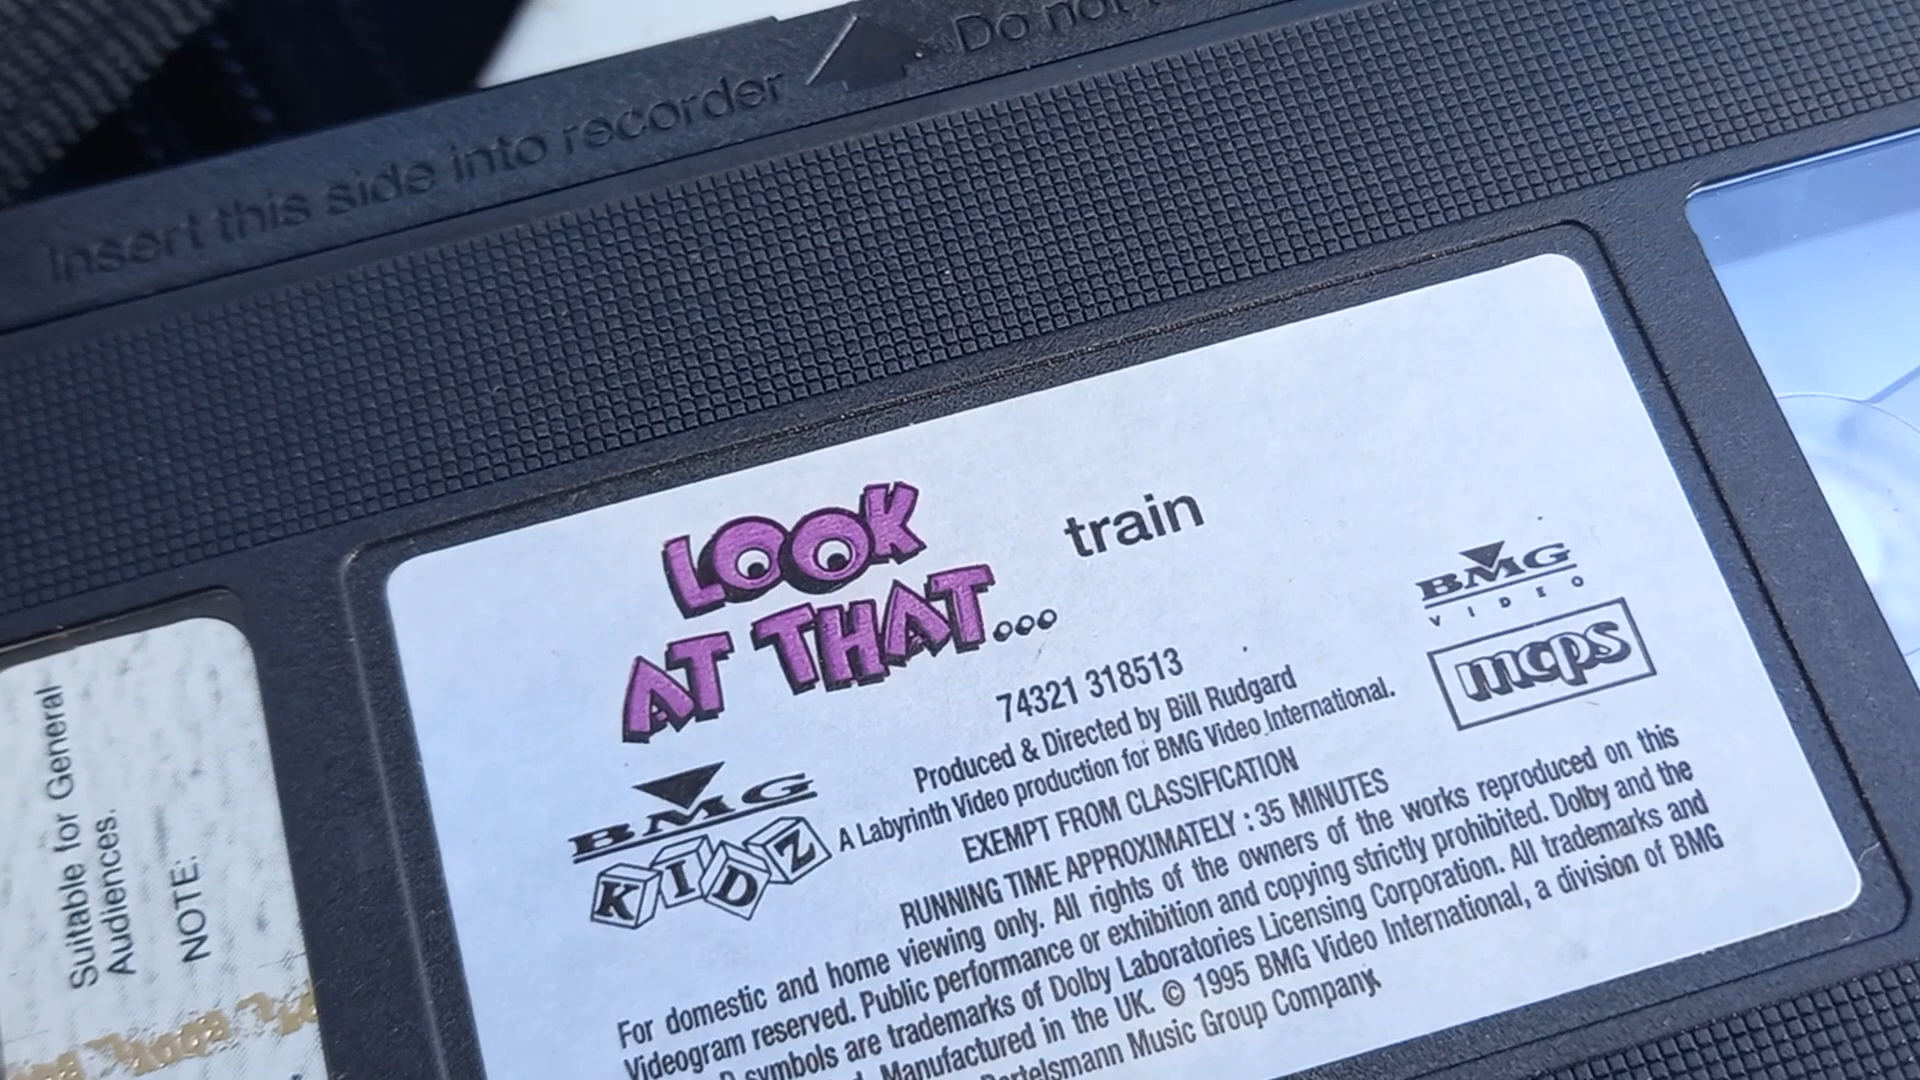 Insert this side into recorder
Do not
LOOK
AT THAT...
train
BMG
VIDEO
mcps
74321 318513
Produced & Directed by Bill Rudgard
A Labyrinth Video production for BMG Video International.
BMG
KIDZ
EXEMPT FROM CLASSIFICATION
RUNNING TIME APPROXIMATELY : 35 MINUTES
For domestic and home viewing only. All rights of the owners of the works reproduced on this
Videogram reserved. Public performance or exhibition and copying strictly prohibited. Dolby and the
D symbols are trademarks of Dolby Laboratories Licensing Corporation. All trademarks and
Manufactured in the UK. © 1995 BMG Video International, a division of BMG
Bertelsmann Music Group Company
Suitable for General
Audiences.
NOTE: